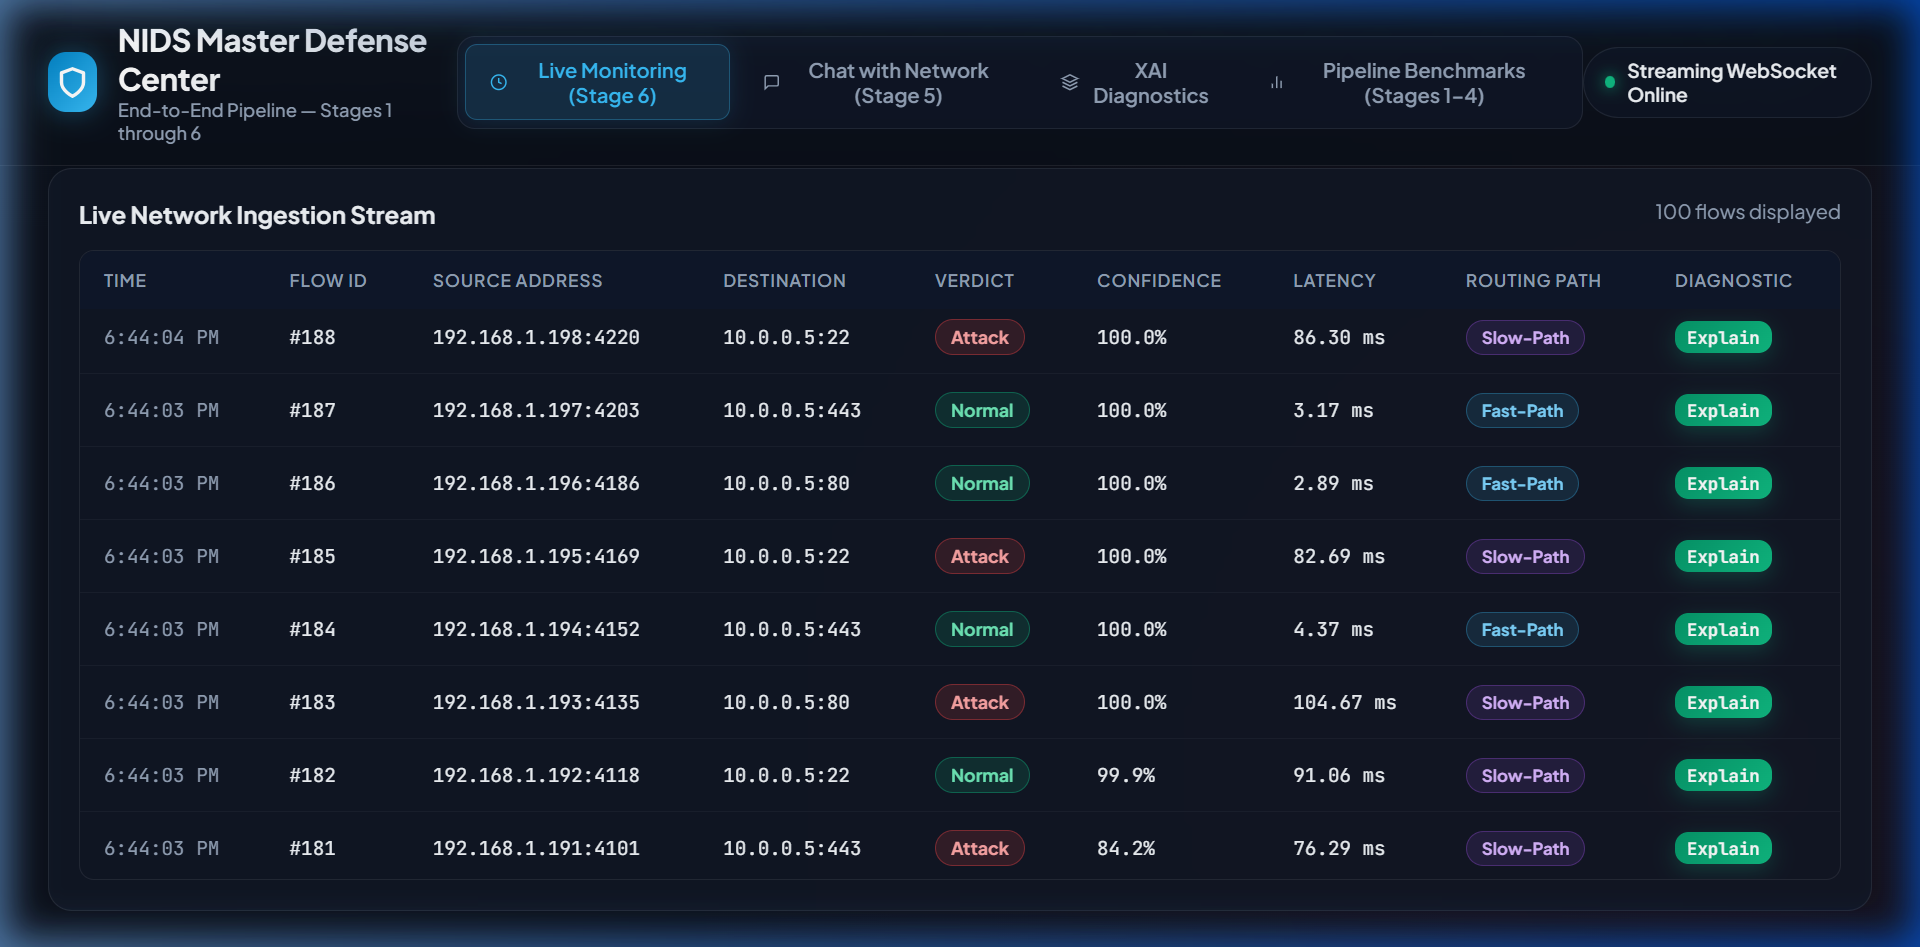 NIDS Master Defense
Center
End-to-End Pipeline — Stages 1
through 6
Live Monitoring
(Stage 6)
Chat with Network
(Stage 5)
XAI
Diagnostics
Pipeline Benchmarks
(Stages 1–4)
Streaming WebSocket
Online
Live Network Ingestion Stream
100 flows displayed
TIME FLOW ID SOURCE ADDRESS DESTINATION VERDICT CONFIDENCE LATENCY ROUTING PATH DIAGNOSTIC
6:44:04 PM #188 192.168.1.198:4220 10.0.0.5:22 Attack 100.0% 86.30 ms Slow-Path Explain
6:44:03 PM #187 192.168.1.197:4203 10.0.0.5:443 Normal 100.0% 3.17 ms Fast-Path Explain
6:44:03 PM #186 192.168.1.196:4186 10.0.0.5:80 Normal 100.0% 2.89 ms Fast-Path Explain
6:44:03 PM #185 192.168.1.195:4169 10.0.0.5:22 Attack 100.0% 82.69 ms Slow-Path Explain
6:44:03 PM #184 192.168.1.194:4152 10.0.0.5:443 Normal 100.0% 4.37 ms Fast-Path Explain
6:44:03 PM #183 192.168.1.193:4135 10.0.0.5:80 Attack 100.0% 104.67 ms Slow-Path Explain
6:44:03 PM #182 192.168.1.192:4118 10.0.0.5:22 Normal 99.9% 91.06 ms Slow-Path Explain
6:44:03 PM #181 192.168.1.191:4101 10.0.0.5:443 Attack 84.2% 76.29 ms Slow-Path Explain